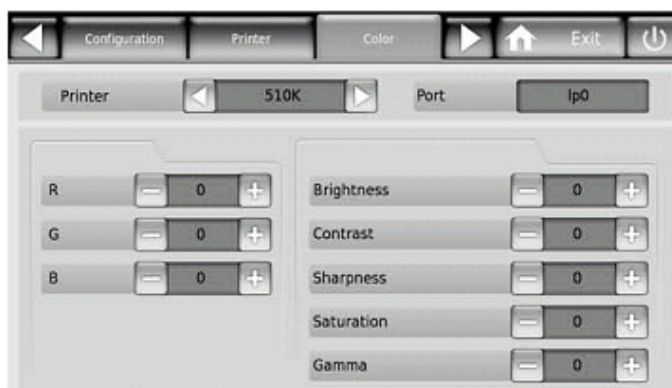 Configuration Printer Color Exit
Printer 510K Port lp0
R 0
G 0
B 0
Brightness 0
Contrast 0
Sharpness 0
Saturation 0
Gamma 0